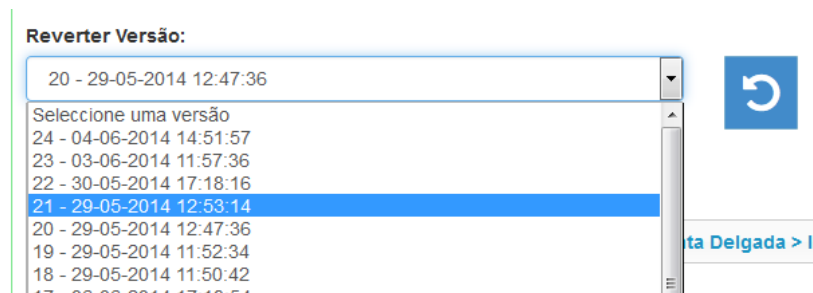 Reverter Versão:
20 - 29-05-2014 12:47:36
Seleccione uma versão
24 - 04-06-2014 14:51:57
23 - 03-06-2014 11:57:36
22 - 30-05-2014 17:18:16
21 - 29-05-2014 12:53:14
20 - 29-05-2014 12:47:36
ta Delgada > I
19 - 29-05-2014 11:52:34
18 - 29-05-2014 11:50:42